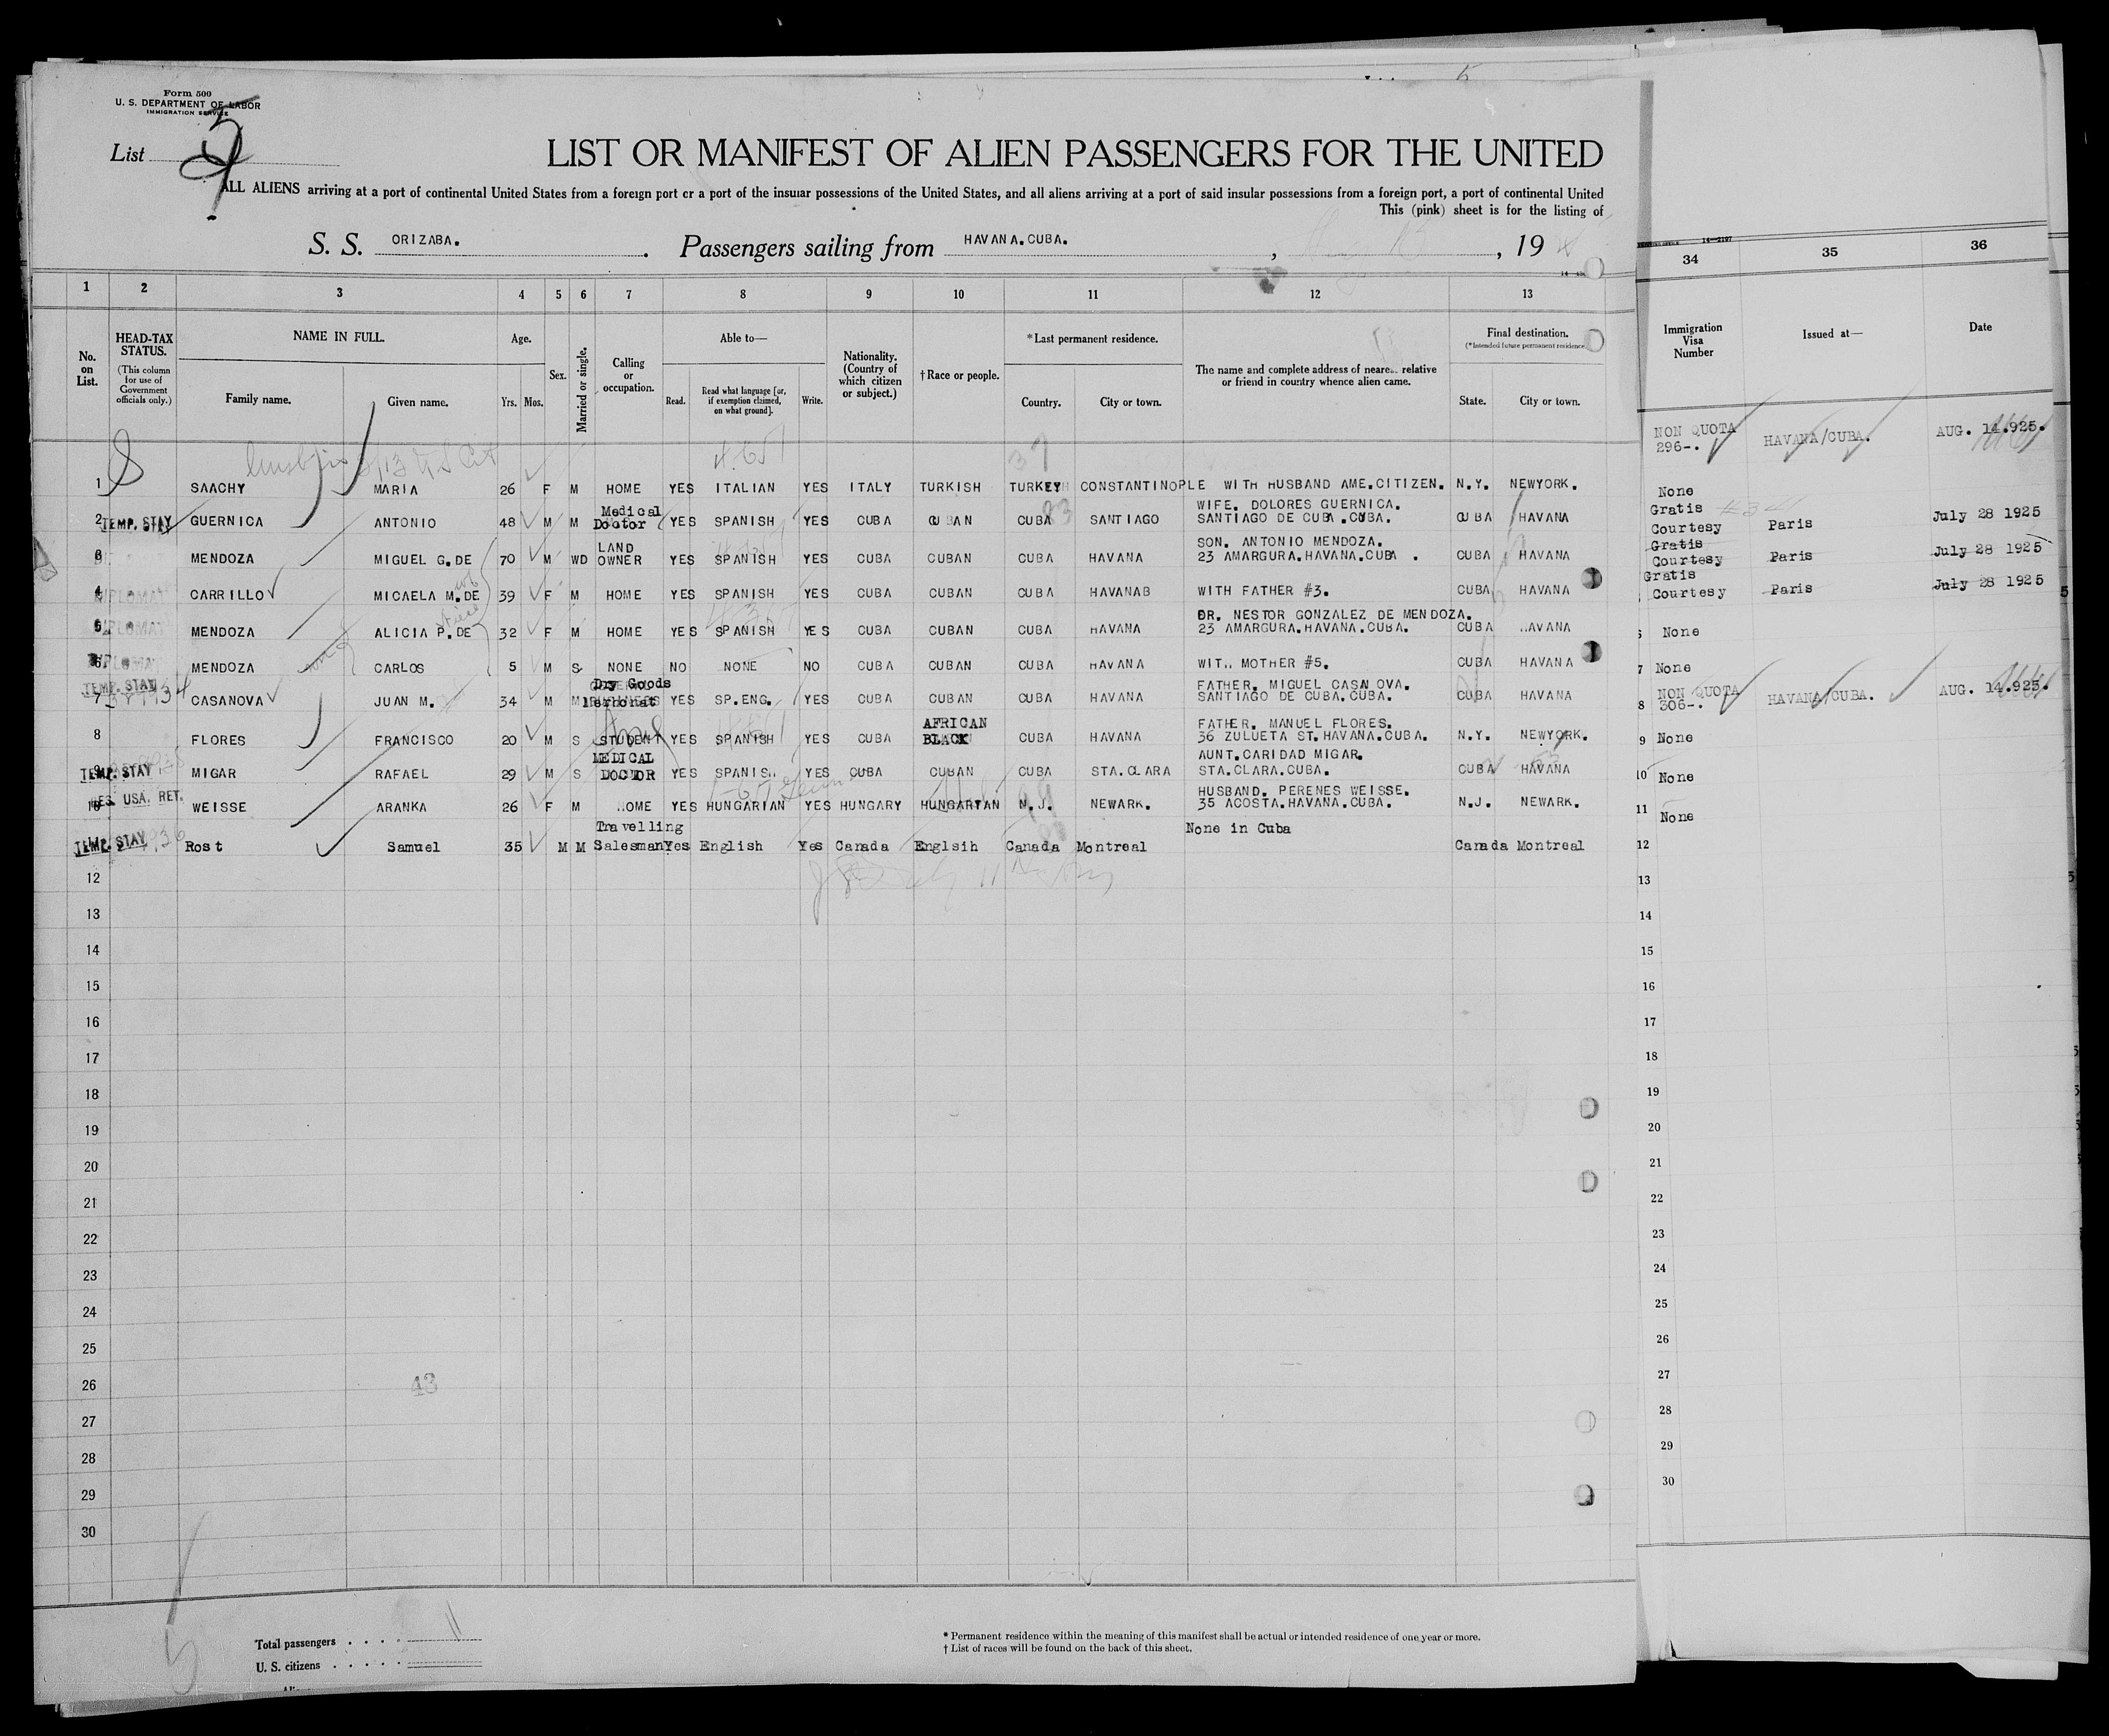 Form 500
U. S. DEPARTMENT OF LABOR
IMMIGRATION SERVICE
List 5
LIST OR MANIFEST OF ALIEN PASSENGERS FOR THE UNITED
ALL ALIENS arriving at a port of continental United States from a foreign port or a port of the insular possessions of the United States, and all aliens arriving at a port of said insular possessions from a foreign port, a port of continental United
This (pink) sheet is for the listing of
S. S. ORIZABA. Passengers sailing from HAVANA.CUBA. , 19
1 2 3 4 5 6 7 8 9 10 11 12 13
No. on List.
HEAD-TAX STATUS.
(This column for use of Government officials only.)
NAME IN FULL.
Family name. Given name.
Age.
Yrs. Mos.
Sex.
Married or single.
Calling or occupation.
Able to—
Read. Read what language [or, if exemption claimed, on what ground]. Write.
Nationality. (Country of which citizen or subject.)
† Race or people.
* Last permanent residence.
Country. City or town.
The name and complete address of nearest relative or friend in country whence alien came.
Final destination.
(* Intended future permanent residence
State. City or town.
1 SAACHY MARIA 26 F M HOME YES ITALIAN YES ITALY TURKISH TURKEY CONSTANTINOPLE WITH HUSBAND AME.CITIZEN. N.Y. NEWYORK.
2 TEMP. STAY GUERNICA ANTONIO 48 M M Medical Doctor YES SPANISH YES CUBA CUBAN CUBA SANTIAGO WIFE. DOLORES GUERNICA. SANTIAGO DE CUBA.CUBA. CUBA HAVANA
3 MENDOZA MIGUEL G.DE 70 M WD LAND OWNER YES SPANISH YES CUBA CUBAN CUBA HAVANA SON. ANTONIO MENDOZA. 23 AMARGURA.HAVANA.CUBA . CUBA HAVANA
4 DIPLOMAT CARRILLO MICAELA M.DE 39 F M HOME YES SPANISH YES CUBA CUBAN CUBA HAVANAB WITH FATHER #3. CUBA HAVANA
5 DIPLOMAT MENDOZA ALICIA P.DE 32 F M HOME YES SPANISH YES CUBA CUBAN CUBA HAVANA DR. NESTOR GONZALEZ DE MENDOZA. 23 AMARGURA.HAVANA.CUBA. CUBA HAVANA
6 DIPLOMAT MENDOZA CARLOS 5 M S NONE NO NONE NO CUBA CUBAN CUBA HAVANA WITH MOTHER #5. CUBA HAVANA
7 TEMP. STAY CASANOVA JUAN M. 34 M M Dry Goods Merchant YES SP.ENG. YES CUBA CUBAN CUBA HAVANA FATHER. MIGUEL CASANOVA. SANTIAGO DE CUBA.CUBA. CUBA HAVANA
8 FLORES FRANCISCO 20 M S STUDENT YES SPANISH YES CUBA AFRICAN BLACK CUBA HAVANA FATHER. MANUEL FLORES. 36 ZULUETA ST.HAVANA.CUBA. N.Y. NEWYORK.
9 TEMP. STAY MIGAR RAFAEL 29 M S MEDICAL DOCTOR YES SPANISH YES CUBA CUBAN CUBA STA.CLARA AUNT.CARIDAD MIGAR. STA.CLARA.CUBA. CUBA HAVANA
10 RES. USA. RET. WEISSE ARANKA 26 F M HOME YES HUNGARIAN YES HUNGARY HUNGARIAN N.J. NEWARK. HUSBAND. PERENES WEISSE. 35 ACOSTA.HAVANA.CUBA. N.J. NEWARK.
11 TEMP. STAY Rost Samuel 35 M M Travelling Salesman Yes English Yes Canada Englsih Canada Montreal None in Cuba Canada Montreal
12
13
14
15
16
17
18
19
20
21
22
23
24
25
26
43
27
28
29
30
Total passengers . . . . 11
U. S. citizens . . . . .
* Permanent residence within the meaning of this manifest shall be actual or intended residence of one year or more.
† List of races will be found on the back of this sheet.
14—2197
34 35 36
Immigration Visa Number
Issued at—
Date
NON QUOTA 296-. HAVANA/CUBA. AUG. 14.925.
None
Gratis Courtesy Paris July 28 1925
Gratis Courtesy Paris July 28 1925
Gratis Courtesy Paris July 28 1925
None
7 None
8 NON QUOTA 306-. HAVANA/CUBA. AUG. 14.925.
9 None
10 None
11 None
12
13
14
15
16
17
18
19
20
21
22
23
24
25
26
27
28
29
30